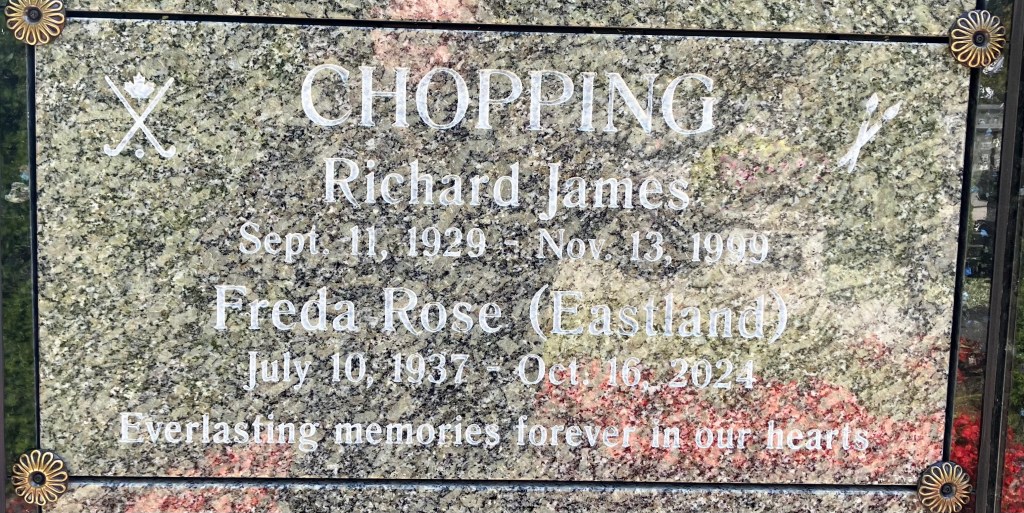 CHOPPING
Richard James
Sept. 11, 1929 - Nov. 13, 1999
Freda Rose (Eastland)
July 10, 1937 - Oct. 16, 2024
Everlasting memories forever in our hearts